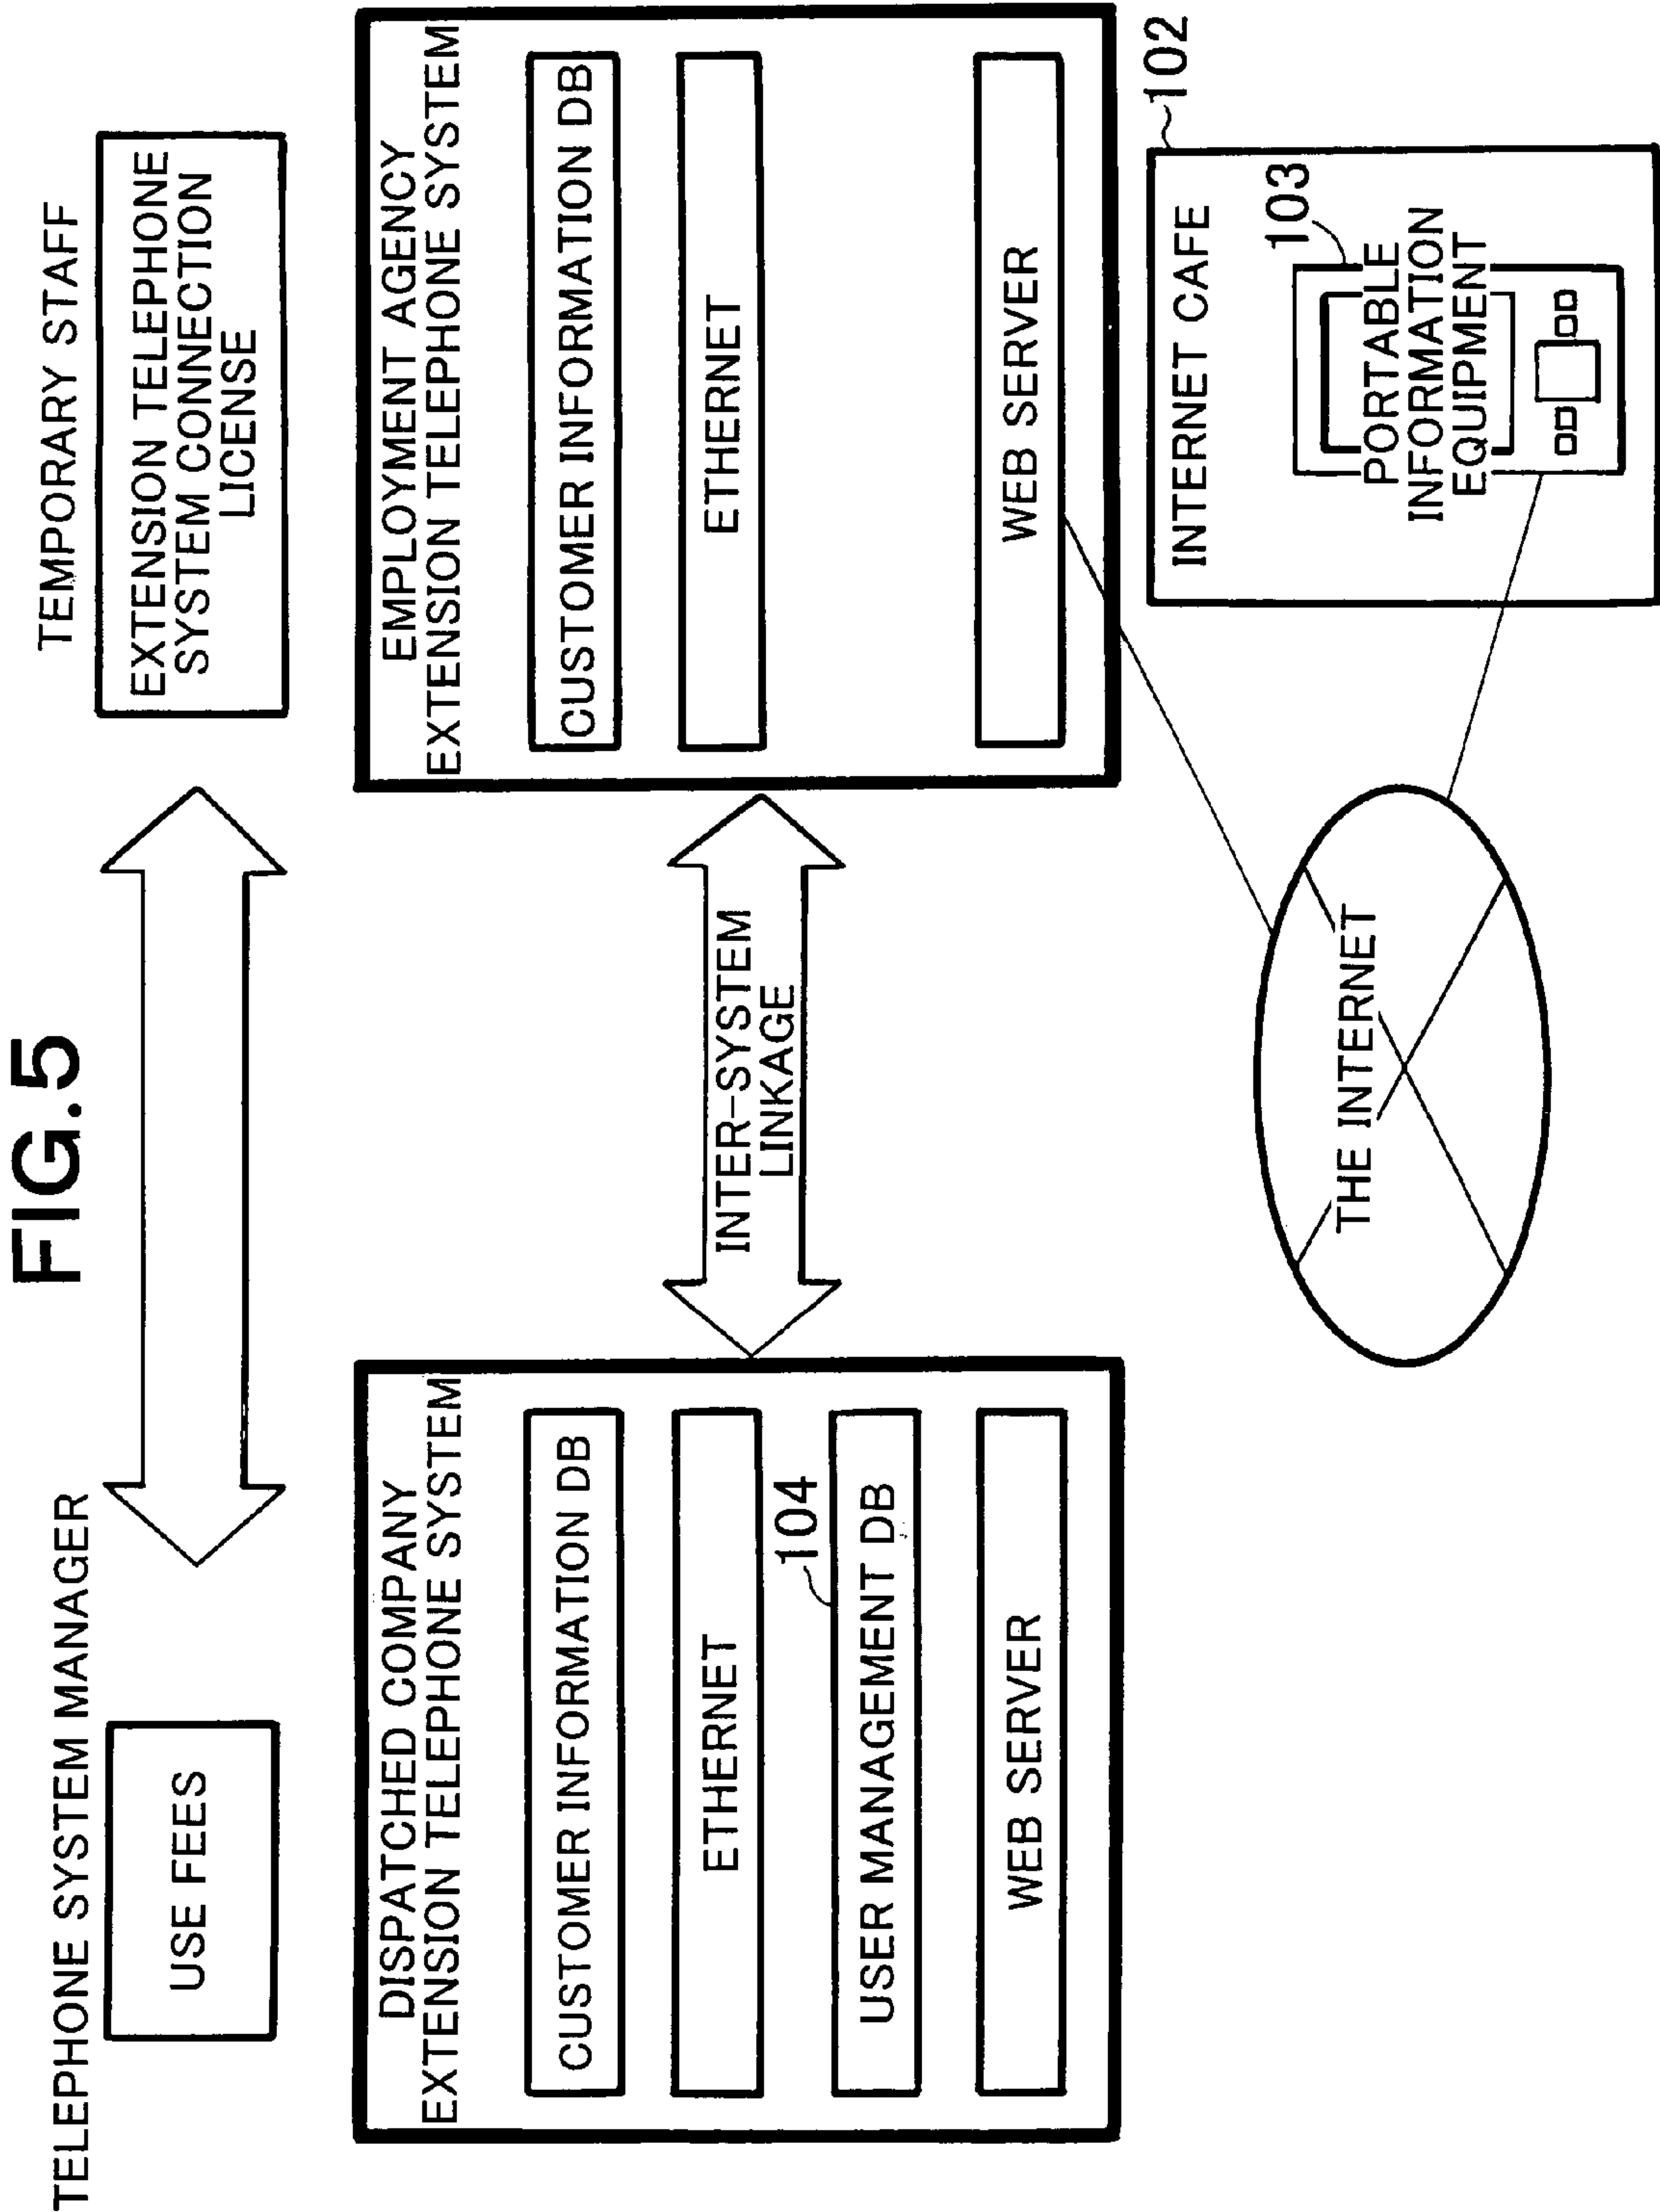 FIG.5
TELEPHONE SYSTEM MANAGER
USE FEES
TEMPORARY STAFF
EXTENSION TELEPHONE
SYSTEM CONNECTION
LICENSE
DISPATCHED COMPANY
EXTENSION TELEPHONE SYSTEM
CUSTOMER INFORMATION DB
ETHERNET
104
USER MANAGEMENT DB
WEB SERVER
INTER-SYSTEM
LINKAGE
EMPLOYMENT AGENCY
EXTENSION TELEPHONE SYSTEM
CUSTOMER INFORMATION DB
ETHERNET
WEB SERVER
THE INTERNET
102
INTERNET CAFE
103
PORTABLE
INFORMATION
EQUIPMENT